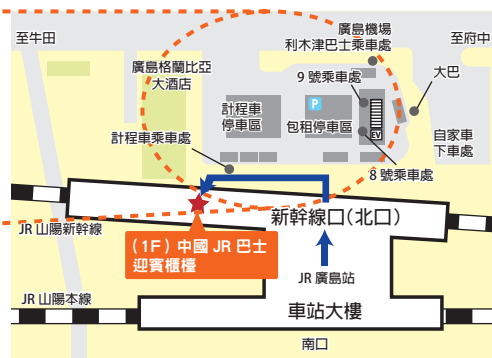 至牛田
廣島機場
利木津巴士乘車處
至府中
廣島格蘭比亞
大酒店
9 號乘車處
大巴
計程車
停車區
P
包租停車區
EV
自家車
下車處
計程車乘車處
8 號乘車處
新幹線口(北口)
JR 山陽新幹線
(1F) 中國 JR 巴士
迎賓櫃檯
JR 廣島站
JR 山陽本線
車站大樓
南口